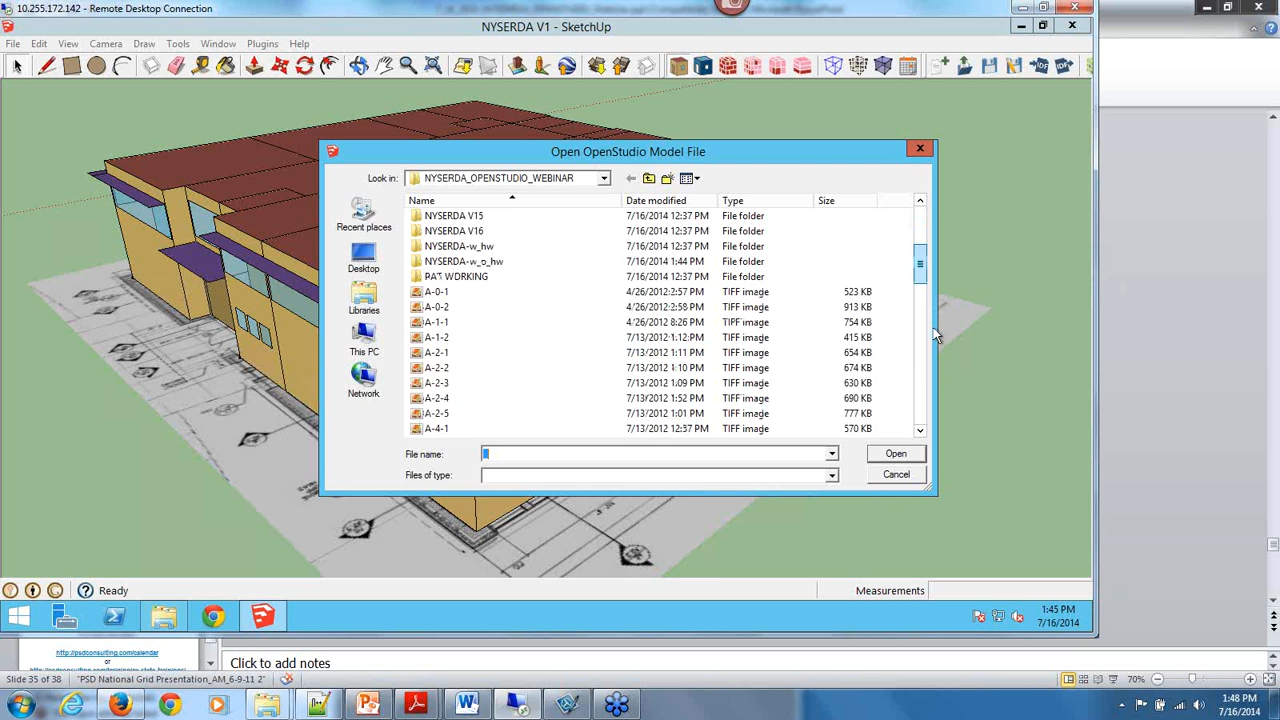 10.255.172.142 - Remote Desktop Connection
NYSERDA V1 - SketchUp
File Edit View Camera Draw Tools Window Plugins Help
Open OpenStudio Model File
Look in: NYSERDA_OPENSTUDIO_WEBINAR
Name Date modified Type Size
NYSERDA V15 7/16/2014 12:37 PM File folder
NYSERDA V16 7/16/2014 12:37 PM File folder
NYSERDA-w_hw 7/16/2014 12:37 PM File folder
NYSERDA-w_o_hw 7/16/2014 1:44 PM File folder
PAT WORKING 7/16/2014 12:37 PM File folder
A-0-1 4/26/2012 2:57 PM TIFF image 523 KB
A-0-2 4/26/2012 2:59 PM TIFF image 913 KB
A-1-1 4/26/2012 8:26 PM TIFF image 754 KB
A-1-2 7/13/2012 1:12 PM TIFF image 415 KB
A-2-1 7/13/2012 1:11 PM TIFF image 654 KB
A-2-2 7/13/2012 1:10 PM TIFF image 674 KB
A-2-3 7/13/2012 1:09 PM TIFF image 630 KB
A-2-4 7/13/2012 1:52 PM TIFF image 690 KB
A-2-5 7/13/2012 1:01 PM TIFF image 777 KB
A-4-1 7/13/2012 12:37 PM TIFF image 570 KB
Recent places
Desktop
Libraries
This PC
Network
File name: Open
Files of type: Cancel
Ready Measurements
1:45 PM
7/16/2014
http://psdconsulting.com/calendar
or
Click to add notes
Slide 35 of 38 "PSD National Grid Presentation_AM_6-9-11 2" 70%
1:48 PM
7/16/2014